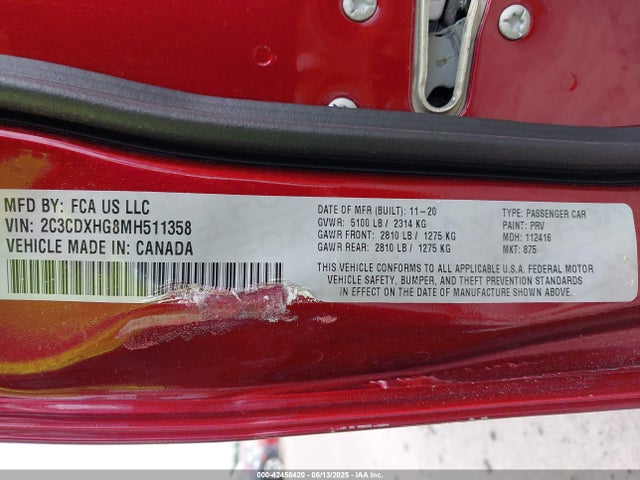 MFD BY: FCA US LLC
VIN: 2C3CDXHG8MH511358
VEHICLE MADE IN: CANADA
DATE OF MFR (BUILT): 11-20
GVWR: 5100 LB / 2314 KG
GAWR FRONT: 2810 LB / 1275 KG
GAWR REAR: 2810 LB / 1275 KG
TYPE: PASSENGER CAR
PAINT: PRV
MDH: 112416
MKT: 875
THIS VEHICLE CONFORMS TO ALL APPLICABLE U.S.A. FEDERAL MOTOR
VEHICLE SAFETY, BUMPER, AND THEFT PREVENTION STANDARDS
IN EFFECT ON THE DATE OF MANUFACTURE SHOWN ABOVE.
000-42458420 - 06/13/2025 - IAA Inc.